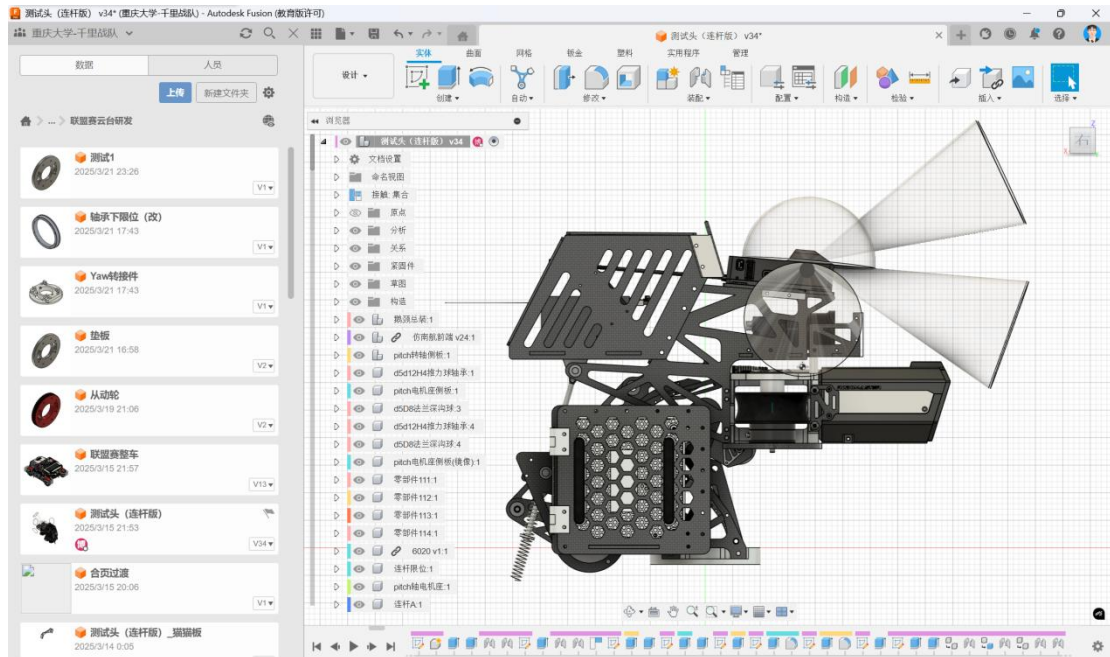 测试头（连杆版） v34* (重庆大学-千里战队) - Autodesk Fusion (教育版许可)
重庆大学-千里战队
测试头（连杆版） v34*
数据
人员
上传
新建文件夹
... 联盟赛云台研发
测试1
2025/3/21 23:26
V1
轴承下限位（改）
2025/3/21 17:43
V1
Yaw转接件
2025/3/21 17:43
V1
垫板
2025/3/21 16:58
V2
从动轮
2025/3/19 21:06
V2
联盟赛整车
2025/3/15 21:57
V13
测试头（连杆版）
2025/3/15 21:53
V34
合页过渡
2025/3/15 20:06
V1
测试头（连杆版）_猫猫板
2025/3/14 0:05
实体
曲面
网格
钣金
塑料
实用程序
管理
设计
创建
自动
修改
装配
配置
构造
检验
插入
选择
浏览器
测试头（连杆版） v34
文档设置
命名视图
接触: 集合
原点
分析
关系
紧固件
草图
构造
鹅颈总装:1
仿南航前端 v24:1
pitch转轴侧板:1
d5d12H4推力球轴承:1
pitch电机座侧板:1
d5D8法兰深沟球:3
d5d12H4推力球轴承:4
d5D8法兰深沟球:4
pitch电机座侧板(镜像):1
零部件111:1
零部件112:1
零部件113:1
零部件114:1
6020 v1:1
连杆限位:1
pitch轴电机座:1
连杆A:1
Z
右